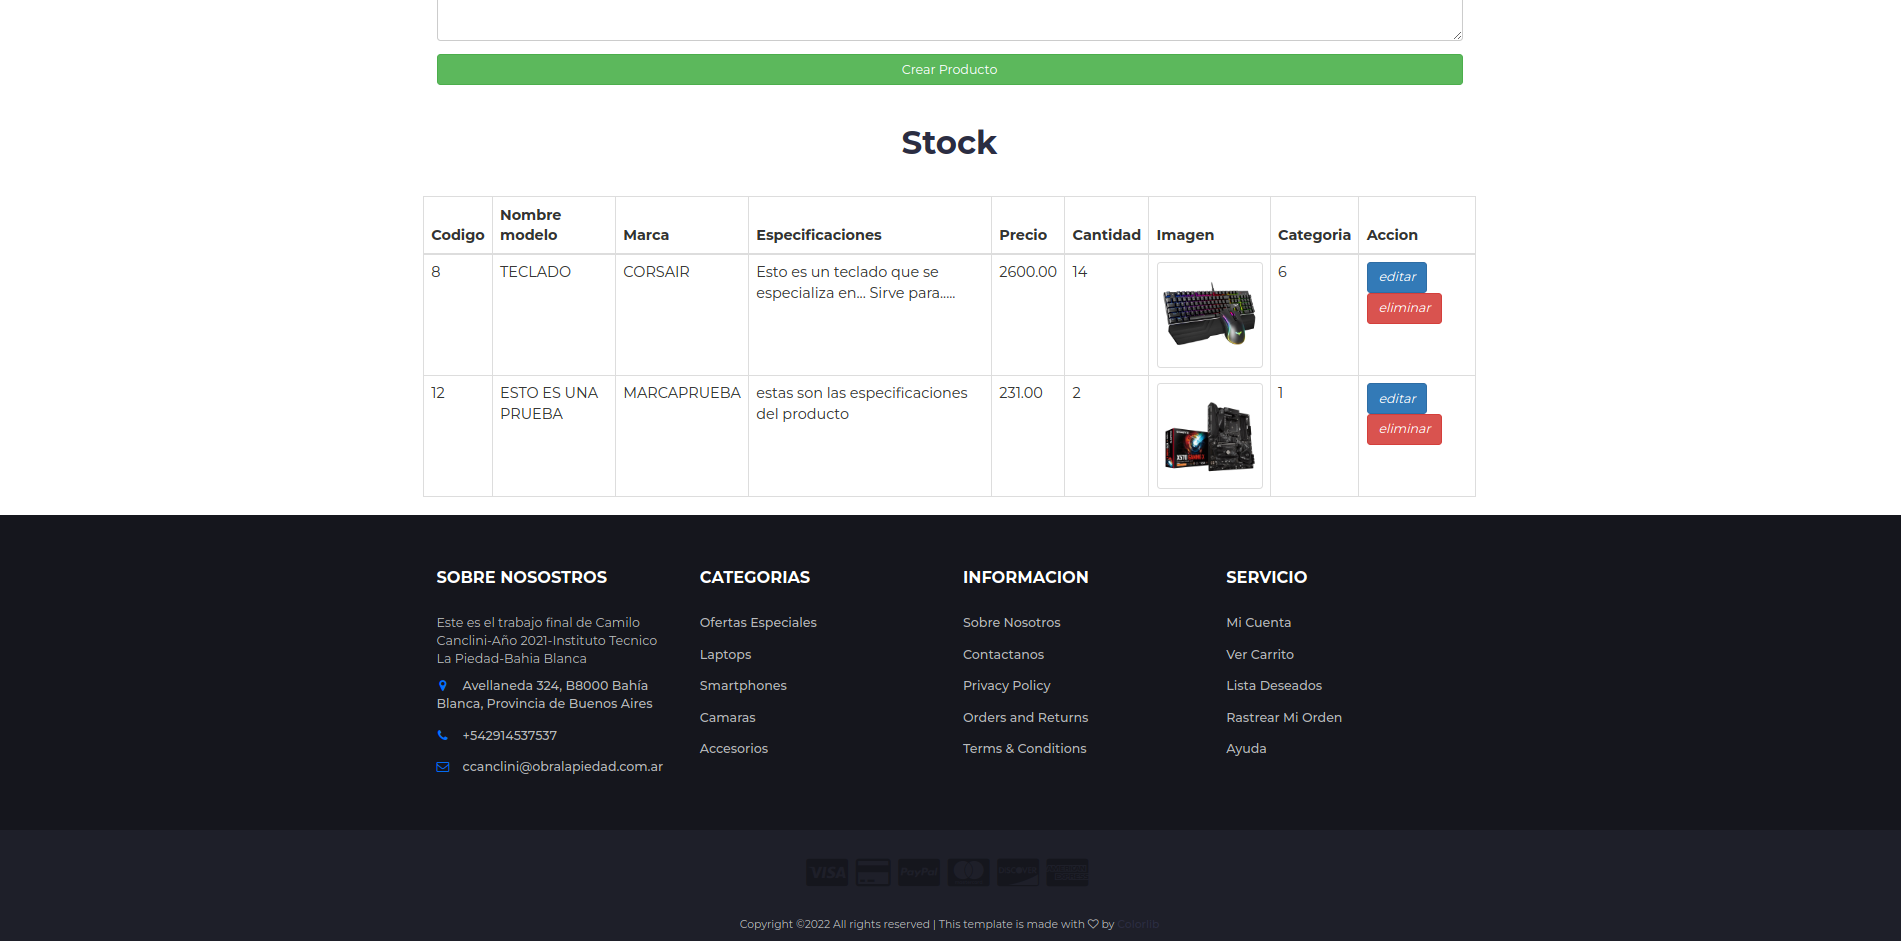 Crear Producto
Stock
Codigo Nombre modelo Marca Especificaciones Precio Cantidad Imagen Categoria Accion
8 TECLADO CORSAIR Esto es un teclado que se 2600.00 14 6 editar
especializa en... Sirve para.....
eliminar
12 ESTO ES UNA MARCAPRUEBA estas son las especificaciones 231.00 2 1 editar
PRUEBA del producto
eliminar
X570
SOBRE NOSOSTROS
Este es el trabajo final de Camilo
Canclini-Año 2021-Instituto Tecnico
La Piedad-Bahia Blanca
Avellaneda 324, B8000 Bahía
Blanca, Provincia de Buenos Aires
+542914537537
ccanclini@obralapiedad.com.ar
CATEGORIAS
Ofertas Especiales
Laptops
Smartphones
Camaras
Accesorios
INFORMACION
Sobre Nosotros
Contactanos
Privacy Policy
Orders and Returns
Terms & Conditions
SERVICIO
Mi Cuenta
Ver Carrito
Lista Deseados
Rastrear Mi Orden
Ayuda
VISA PayPal DISCOVER
Copyright ©2022 All rights reserved | This template is made with by Colorlib